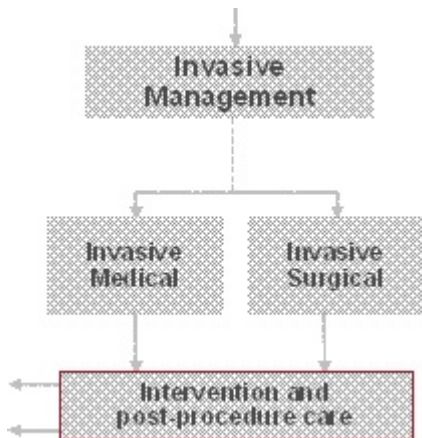 Invasive
Management
Invasive
Medical
Invasive
Surgical
Intervention and
post-procedure care